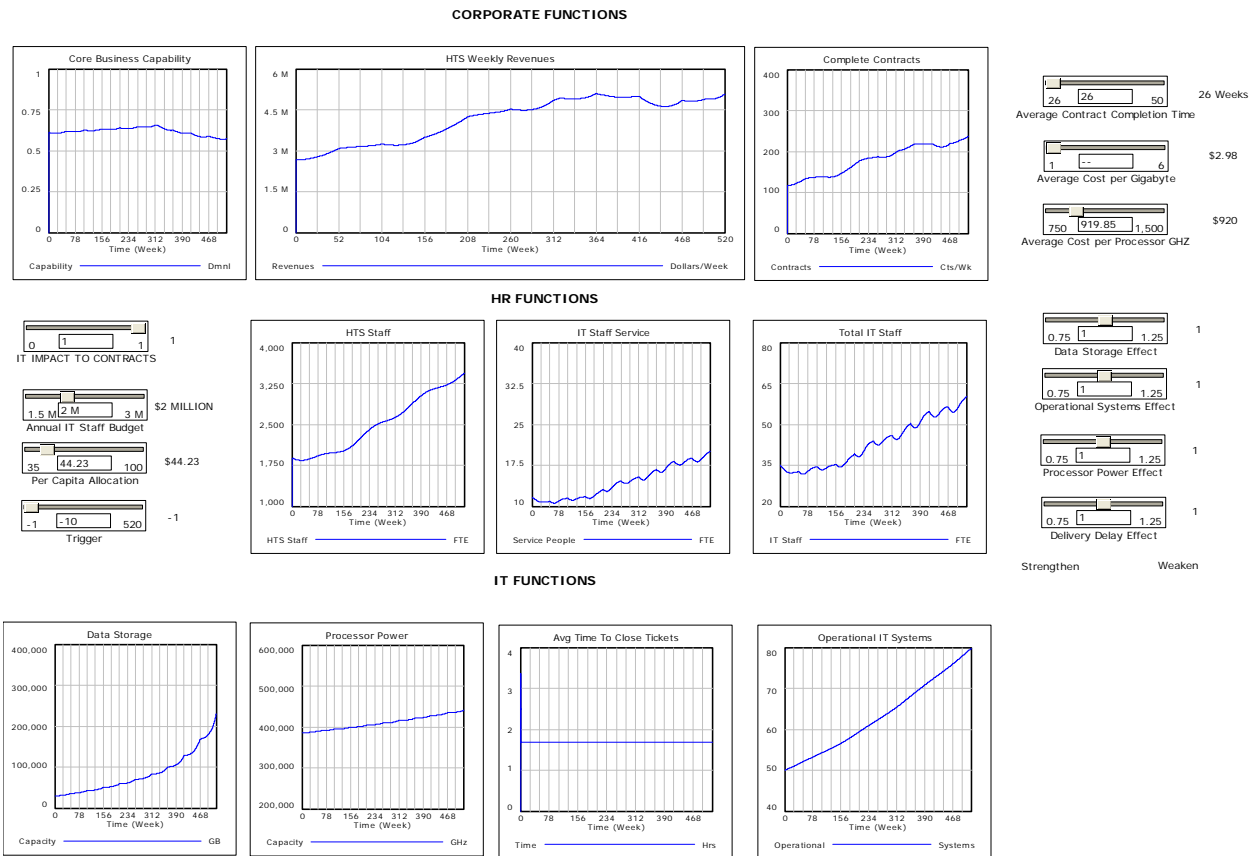 CORPORATE FUNCTIONS
Core Business Capability
1
0.75
0.5
0.25
0
0 78 156 234 312 390 468
Time (Week)
Capability Dmnl
HTS Weekly Revenues
6 M
4.5 M
3 M
1.5 M
0
0 52 104 156 208 260 312 364 416 468 520
Time (Week)
Revenues Dollars/Week
Complete Contracts
400
300
200
100
0
0 78 156 234 312 390 468
Time (Week)
Contracts Cts/Wk
26 26 50 26 Weeks
Average Contract Completion Time
1 -- 6 $2.98
Average Cost per Gigabyte
750 919.85 1,500 $920
Average Cost per Processor GHZ
HR FUNCTIONS
0 1 1 1
IT IMPACT TO CONTRACTS
1.5 M 2 M 3 M $2 MILLION
Annual IT Staff Budget
35 44.23 100 $44.23
Per Capita Allocation
-1 -10 520 -1
Trigger
HTS Staff
4,000
3,250
2,500
1,750
1,000
0 78 156 234 312 390 468
Time (Week)
HTS Staff FTE
IT Staff Service
40
32.5
25
17.5
10
0 78 156 234 312 390 468
Time (Week)
Service People FTE
Total IT Staff
80
65
50
35
20
0 78 156 234 312 390 468
Time (Week)
IT Staff FTE
0.75 1 1.25 1
Data Storage Effect
0.75 1 1.25 1
Operational Systems Effect
0.75 1 1.25 1
Processor Power Effect
0.75 1 1.25 1
Delivery Delay Effect
Strengthen Weaken
IT FUNCTIONS
Data Storage
400,000
300,000
200,000
100,000
0
0 78 156 234 312 390 468
Time (Week)
Capacity GB
Processor Power
600,000
500,000
400,000
300,000
200,000
0 78 156 234 312 390 468
Time (Week)
Capacity GHz
Avg Time To Close Tickets
4
3
2
1
0
0 78 156 234 312 390 468
Time (Week)
Time Hrs
Operational IT Systems
80
70
60
50
40
0 78 156 234 312 390 468
Time (Week)
Operational Systems